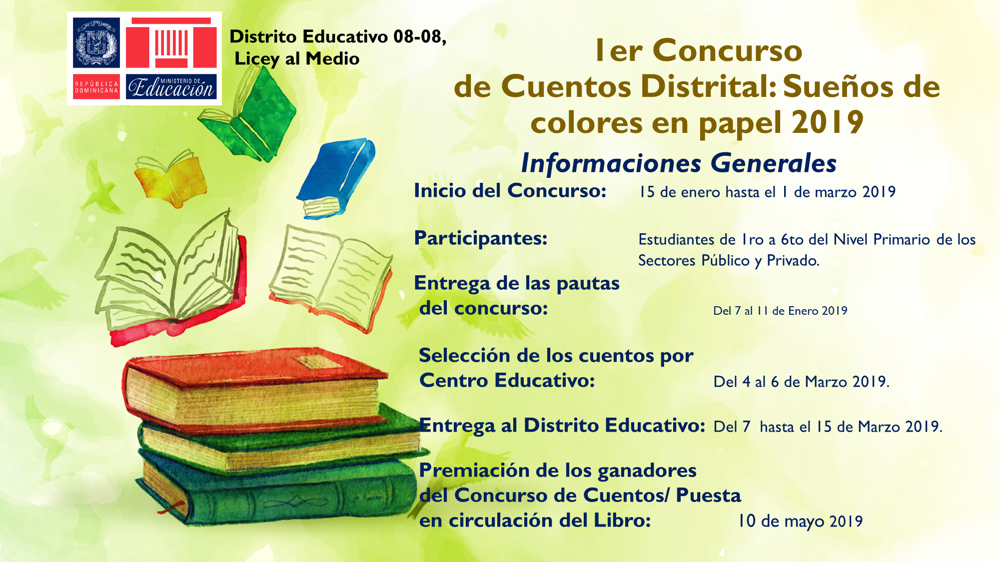 REPÚBLICA
DOMINICANA
MINISTERIO DE
Educación
Distrito Educativo 08-08,
Licey al Medio
1er Concurso
de Cuentos Distrital: Sueños de
colores en papel 2019
Informaciones Generales
Inicio del Concurso: 15 de enero hasta el 1 de marzo 2019
Participantes: Estudiantes de 1ro a 6to del Nivel Primario de los
Sectores Público y Privado.
Entrega de las pautas
del concurso: Del 7 al 11 de Enero 2019
Selección de los cuentos por
Centro Educativo: Del 4 al 6 de Marzo 2019.
Entrega al Distrito Educativo: Del 7 hasta el 15 de Marzo 2019.
Premiación de los ganadores
del Concurso de Cuentos/ Puesta
en circulación del Libro: 10 de mayo 2019